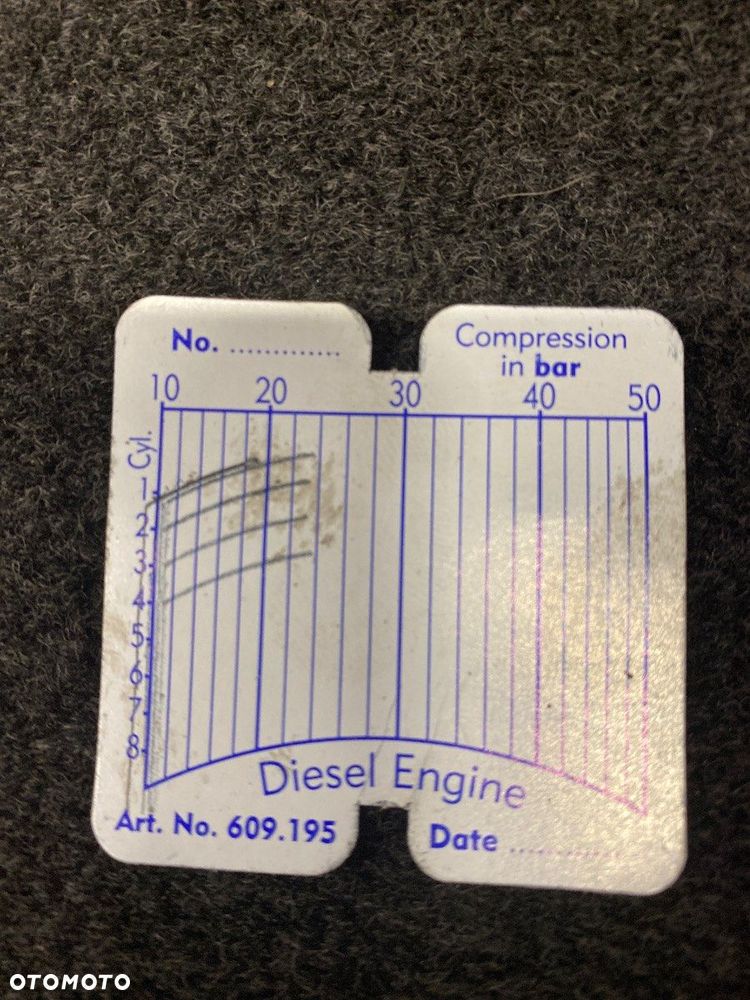 No. .............
Compression
in bar
10 20 30 40 50
Cyl.
1
2
3
4
5
6
7
8
Diesel Engine
Art. No. 609.195
Date .............
OTOMOTO